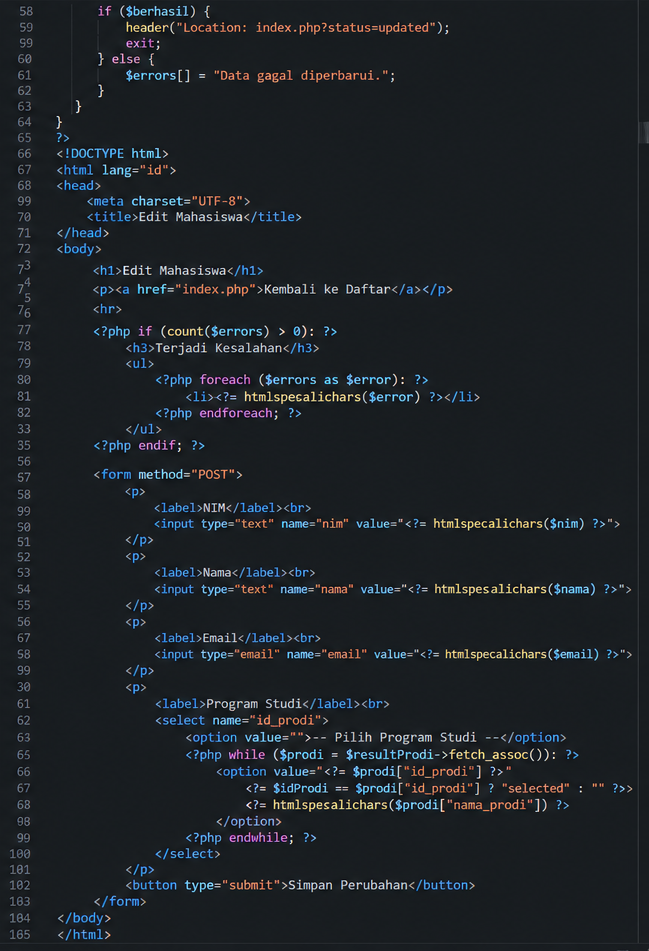 58 if ($berhasil) {
59 header("Location: index.php?status=updated");
59 exit;
60 } else {
61 $errors[] = "Data gagal diperbarui.";
62 }
63 }
64 }
65 ?>
66 <!DOCTYPE html>
67 <html lang="id">
68 <head>
99 <meta charset="UTF-8">
70 <title>Edit Mahasiswa</title>
71 </head>
72 <body>
73 <h1>Edit Mahasiswa</h1>
74 <p><a href="index.php">Kembali ke Daftar</a></p>
5
76 <hr>
77 <?php if (count($errors) > 0): ?>
78 <h3>Terjadi Kesalahan</h3>
79 <ul>
80 <?php foreach ($errors as $error): ?>
81 <li><?= htmlspesalichars($error) ?></li>
82 <?php endforeach; ?>
33 </ul>
35 <?php endif; ?>
56
57 <form method="POST">
58 <p>
99 <label>NIM</label><br>
50 <input type="text" name="nim" value="<?= htmlspecalichars($nim) ?>">
51 </p>
52 <p>
53 <label>Nama</label><br>
54 <input type="text" name="nama" value="<?= htmlspesalichars($nama) ?>">
55 </p>
56 <p>
67 <label>Email</label><br>
58 <input type="email" name="email" value="<?= htmlspecalichars($email) ?>">
99 </p>
30 <p>
61 <label>Program Studi</label><br>
62 <select name="id_prodi">
63 <option value="">-- Pilih Program Studi --</option>
65 <?php while ($prodi = $resultProdi->fetch_assoc()): ?>
66 <option value="<?= $prodi["id_prodi"] ?>"
67 <?= $idProdi == $prodi["id_prodi"] ? "selected" : "" ?>>
68 <?= htmlspesalichars($prodi["nama_prodi"]) ?>
98 </option>
99 <?php endwhile; ?>
100 </select>
101 </p>
102 <button type="submit">Simpan Perubahan</button>
103 </form>
104 </body>
165 </html>